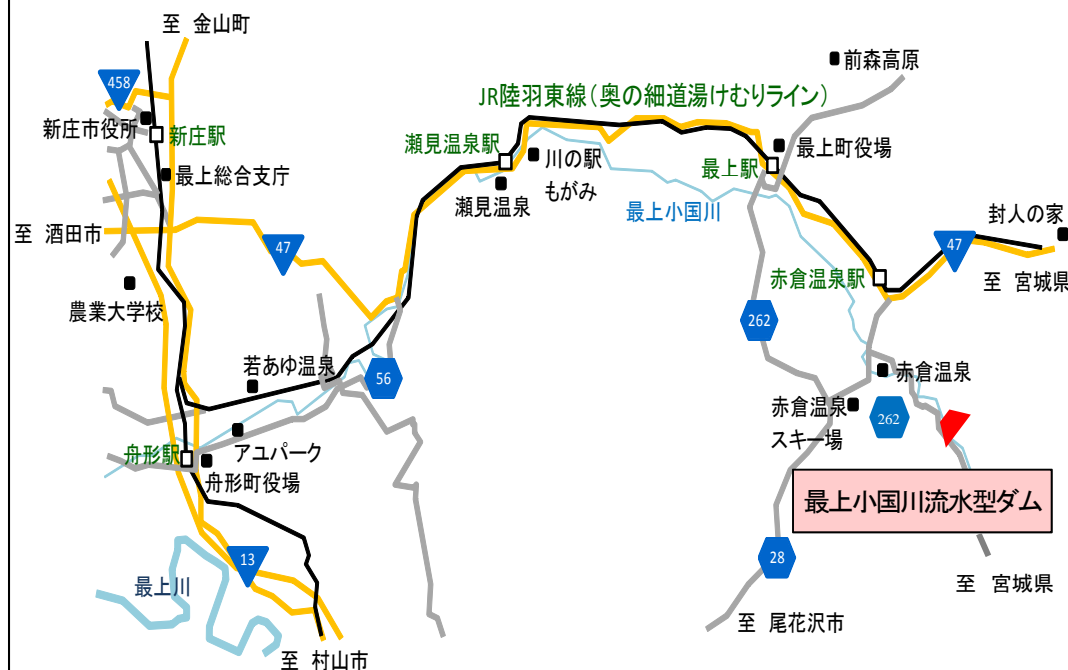 至 金山町
前森高原
458
JR陸羽東線（奥の細道湯けむりライン）
新庄市役所
新庄駅
瀬見温泉駅
川の駅
もがみ
最上町役場
最上駅
最上総合支庁
瀬見温泉
最上小国川
封人の家
至 酒田市
47
47
赤倉温泉駅
至 宮城県
農業大学校
262
若あゆ温泉
56
赤倉温泉
赤倉温泉
スキー場
262
アユパーク
舟形駅
舟形町役場
最上小国川流水型ダム
13
28
最上川
至 宮城県
至 尾花沢市
至 村山市